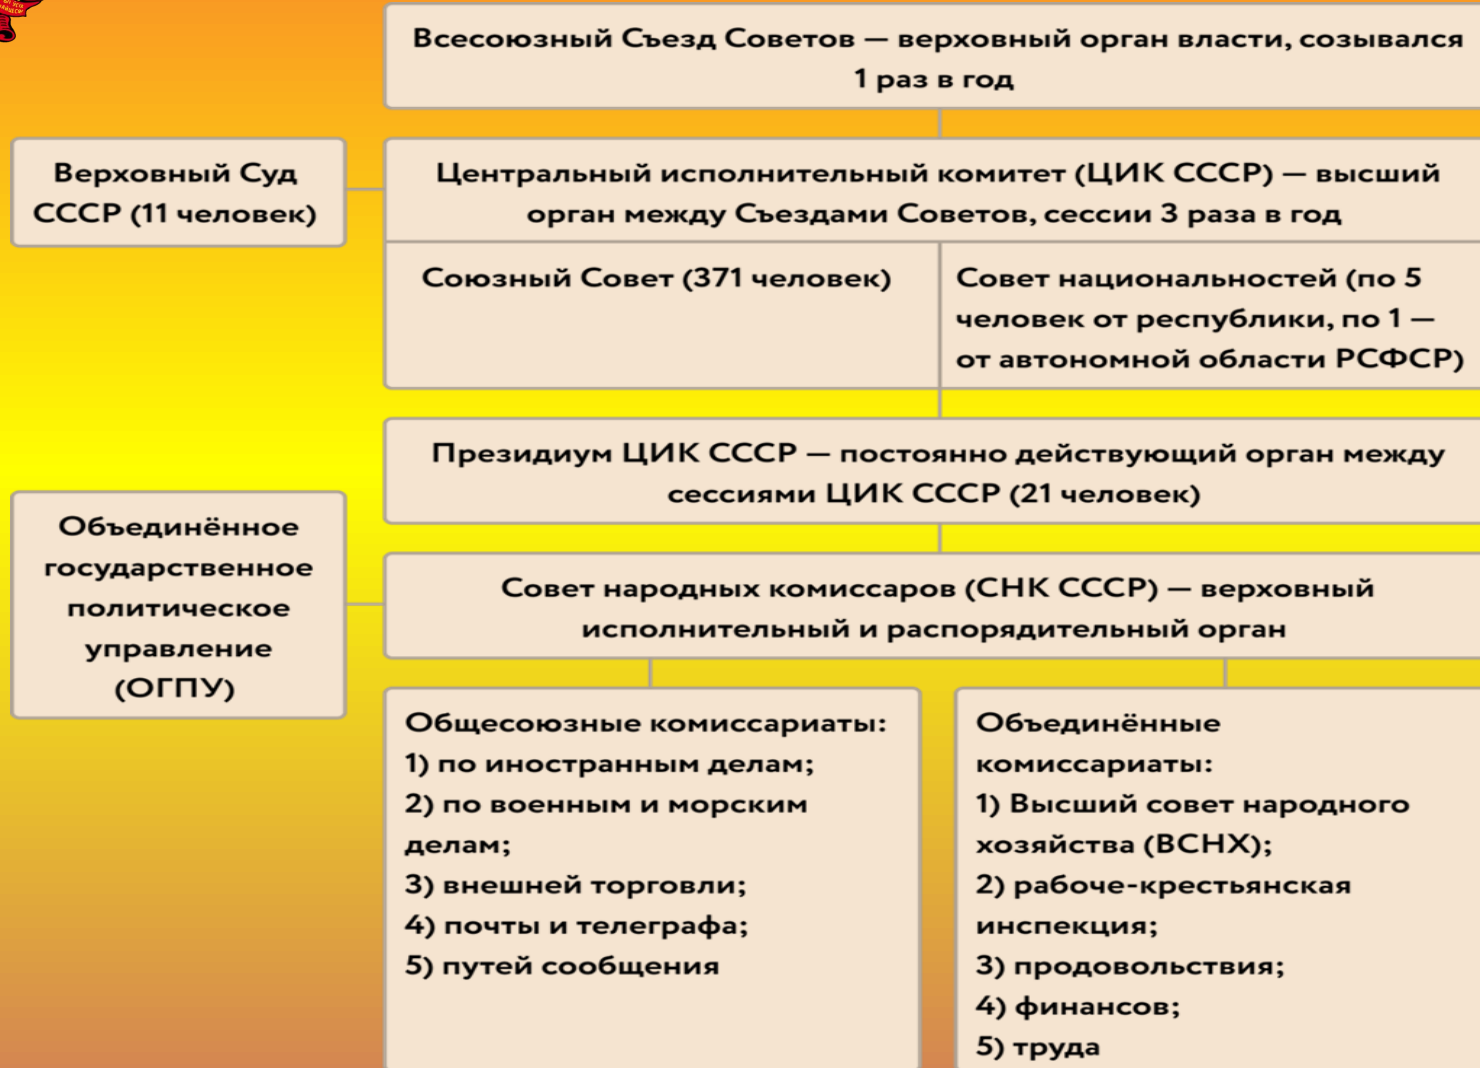 Всесоюзный Съезд Советов — верховный орган власти, созывался
1 раз в год
Верховный Суд
СССР (11 человек)
Центральный исполнительный комитет (ЦИК СССР) — высший
орган между Съездами Советов, сессии 3 раза в год
Союзный Совет (371 человек)
Совет национальностей (по 5
человек от республики, по 1 —
от автономной области РСФСР)
Президиум ЦИК СССР — постоянно действующий орган между
сессиями ЦИК СССР (21 человек)
Объединённое
государственное
политическое
управление
(ОГПУ)
Совет народных комиссаров (СНК СССР) — верховный
исполнительный и распорядительный орган
Общесоюзные комиссариаты:
1) по иностранным делам;
2) по военным и морским
делам;
3) внешней торговли;
4) почты и телеграфа;
5) путей сообщения
Объединённые
комиссариаты:
1) Высший совет народного
хозяйства (ВСНХ);
2) рабоче-крестьянская
инспекция;
3) продовольствия;
4) финансов;
5) труда